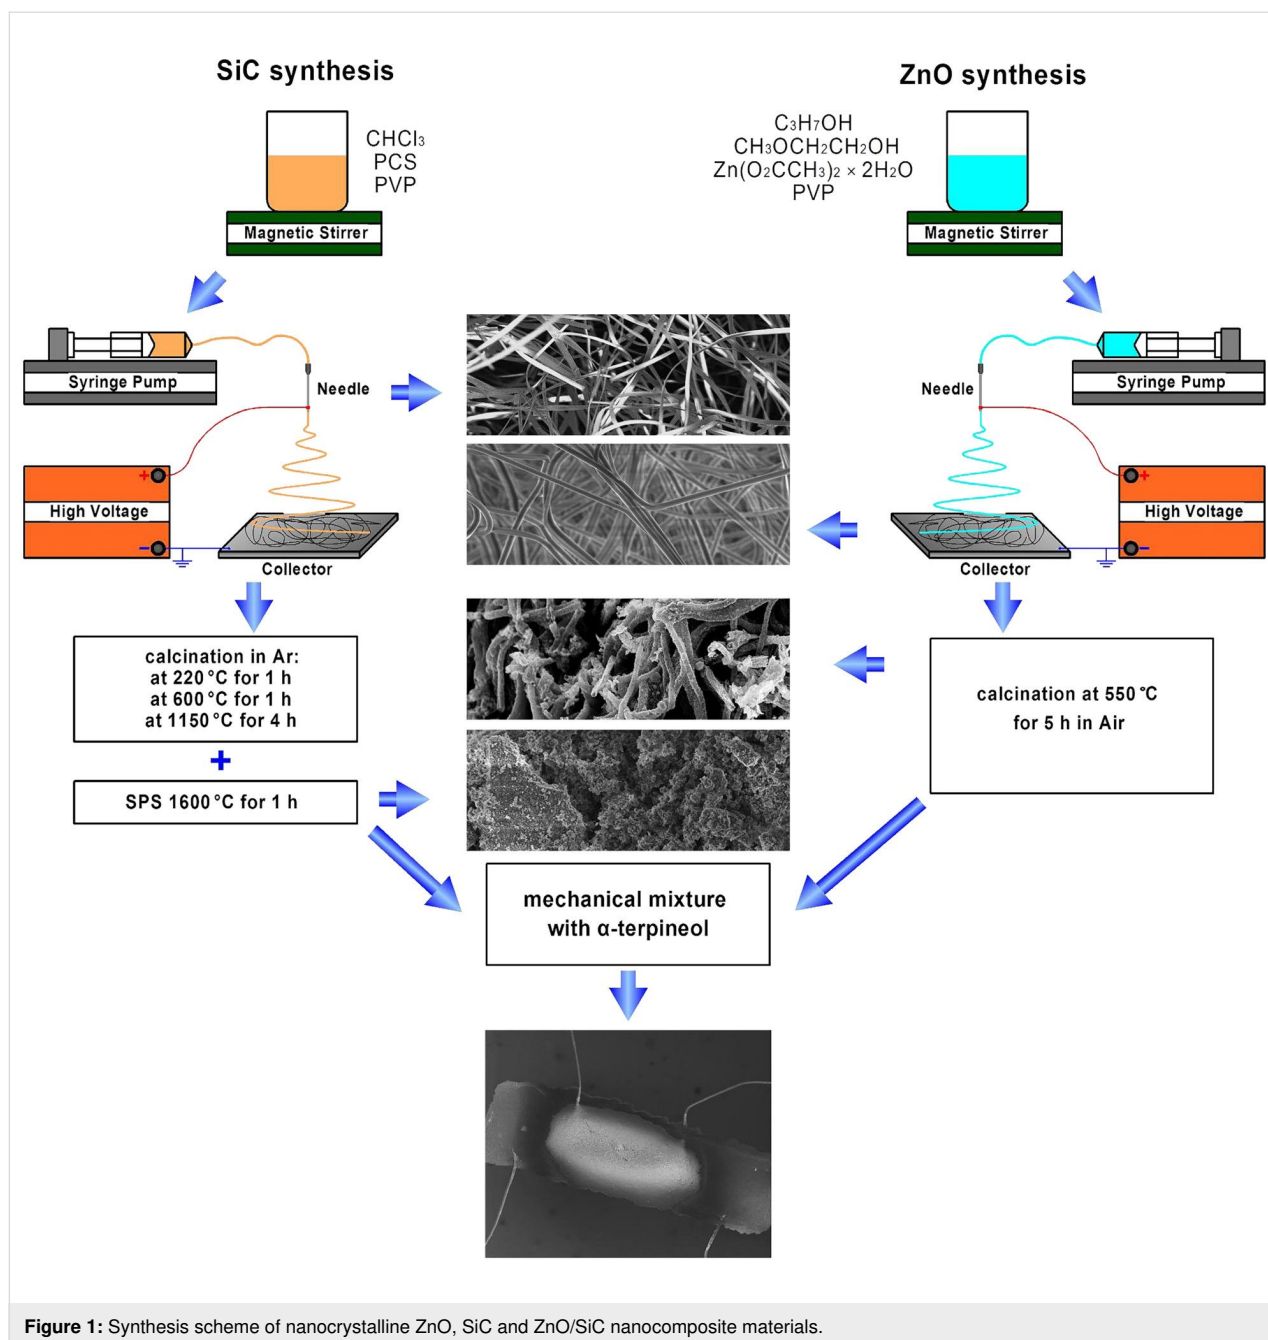 SiC synthesis
ZnO synthesis
CHCl₃
PCS
PVP
C₃H₇OH
CH₃OCH₂CH₂OH
Zn(O₂CCH₃)₂ × 2H₂O
PVP
Magnetic Stirrer
Magnetic Stirrer
Syringe Pump
Needle
Needle
Syringe Pump
+
High Voltage
−
Collector
+
High Voltage
−
Collector
calcination in Ar:
at 220 °C for 1 h
at 600 °C for 1 h
at 1150 °C for 4 h
+
SPS 1600 °C for 1 h
calcination at 550 °C
for 5 h in Air
mechanical mixture
with α-terpineol
Figure 1: Synthesis scheme of nanocrystalline ZnO, SiC and ZnO/SiC nanocomposite materials.